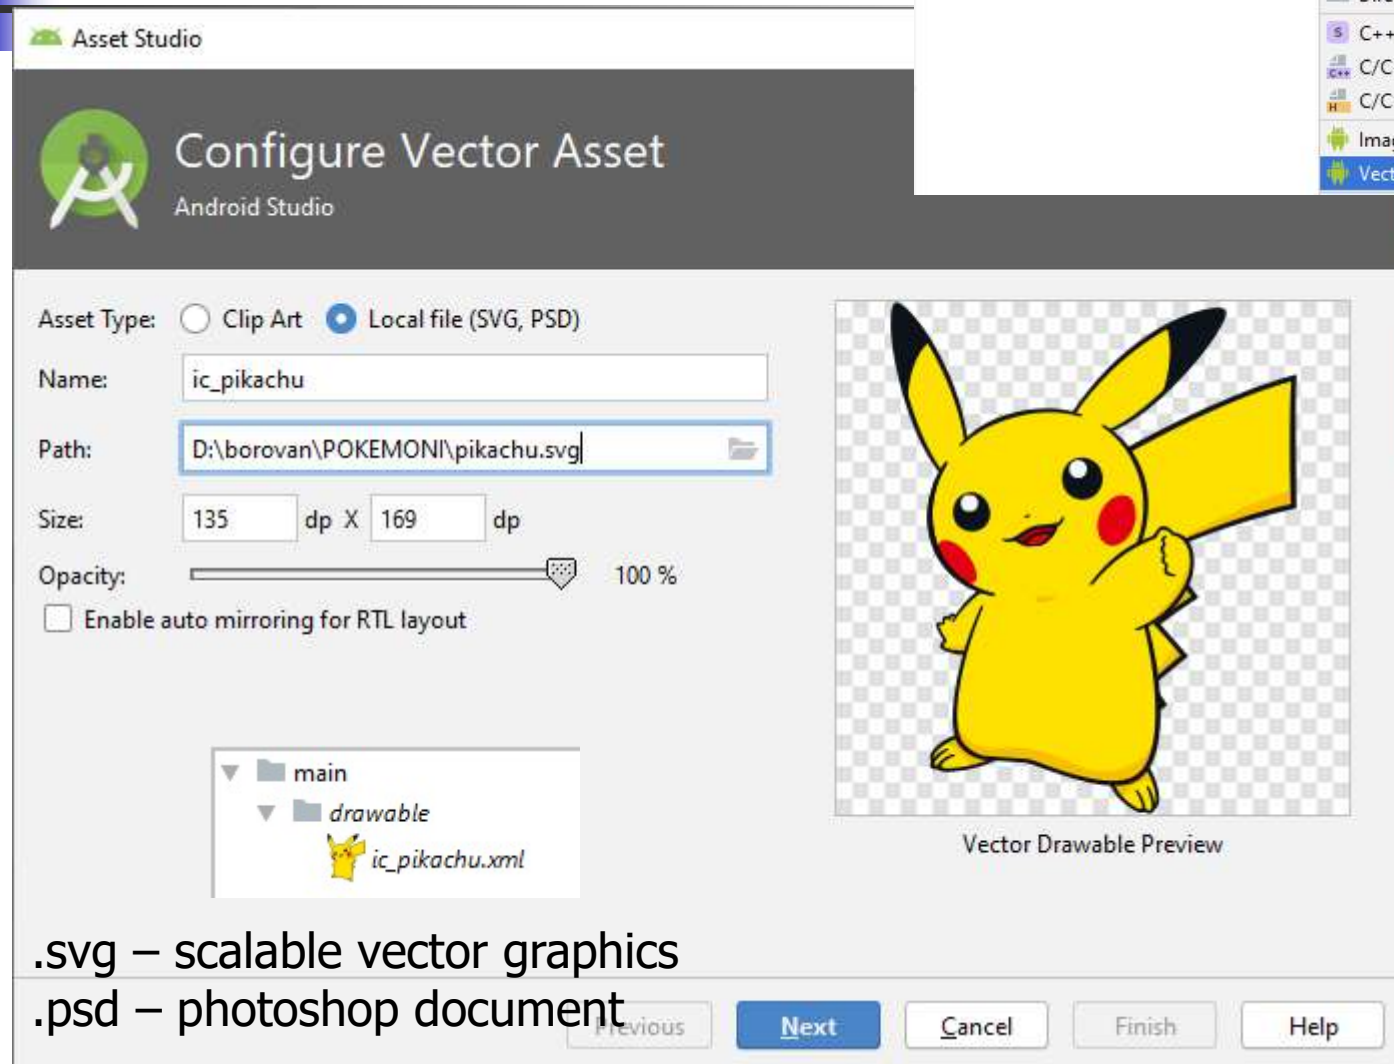 Asset Studio
C++
C/C
C/C
Configure Vector Asset
Android Studio
Asset Type: Clip Art Local file (SVG, PSD)
Name: ic_pikachu
Path: D:\borovan\POKEMONI\pikachu.svg
Size: 135 dp X 169 dp
Opacity: 100 %
Enable auto mirroring for RTL layout
main
drawable
ic_pikachu.xml
Vector Drawable Preview
.svg – scalable vector graphics
.psd – photoshop document
Next Cancel Finish Help